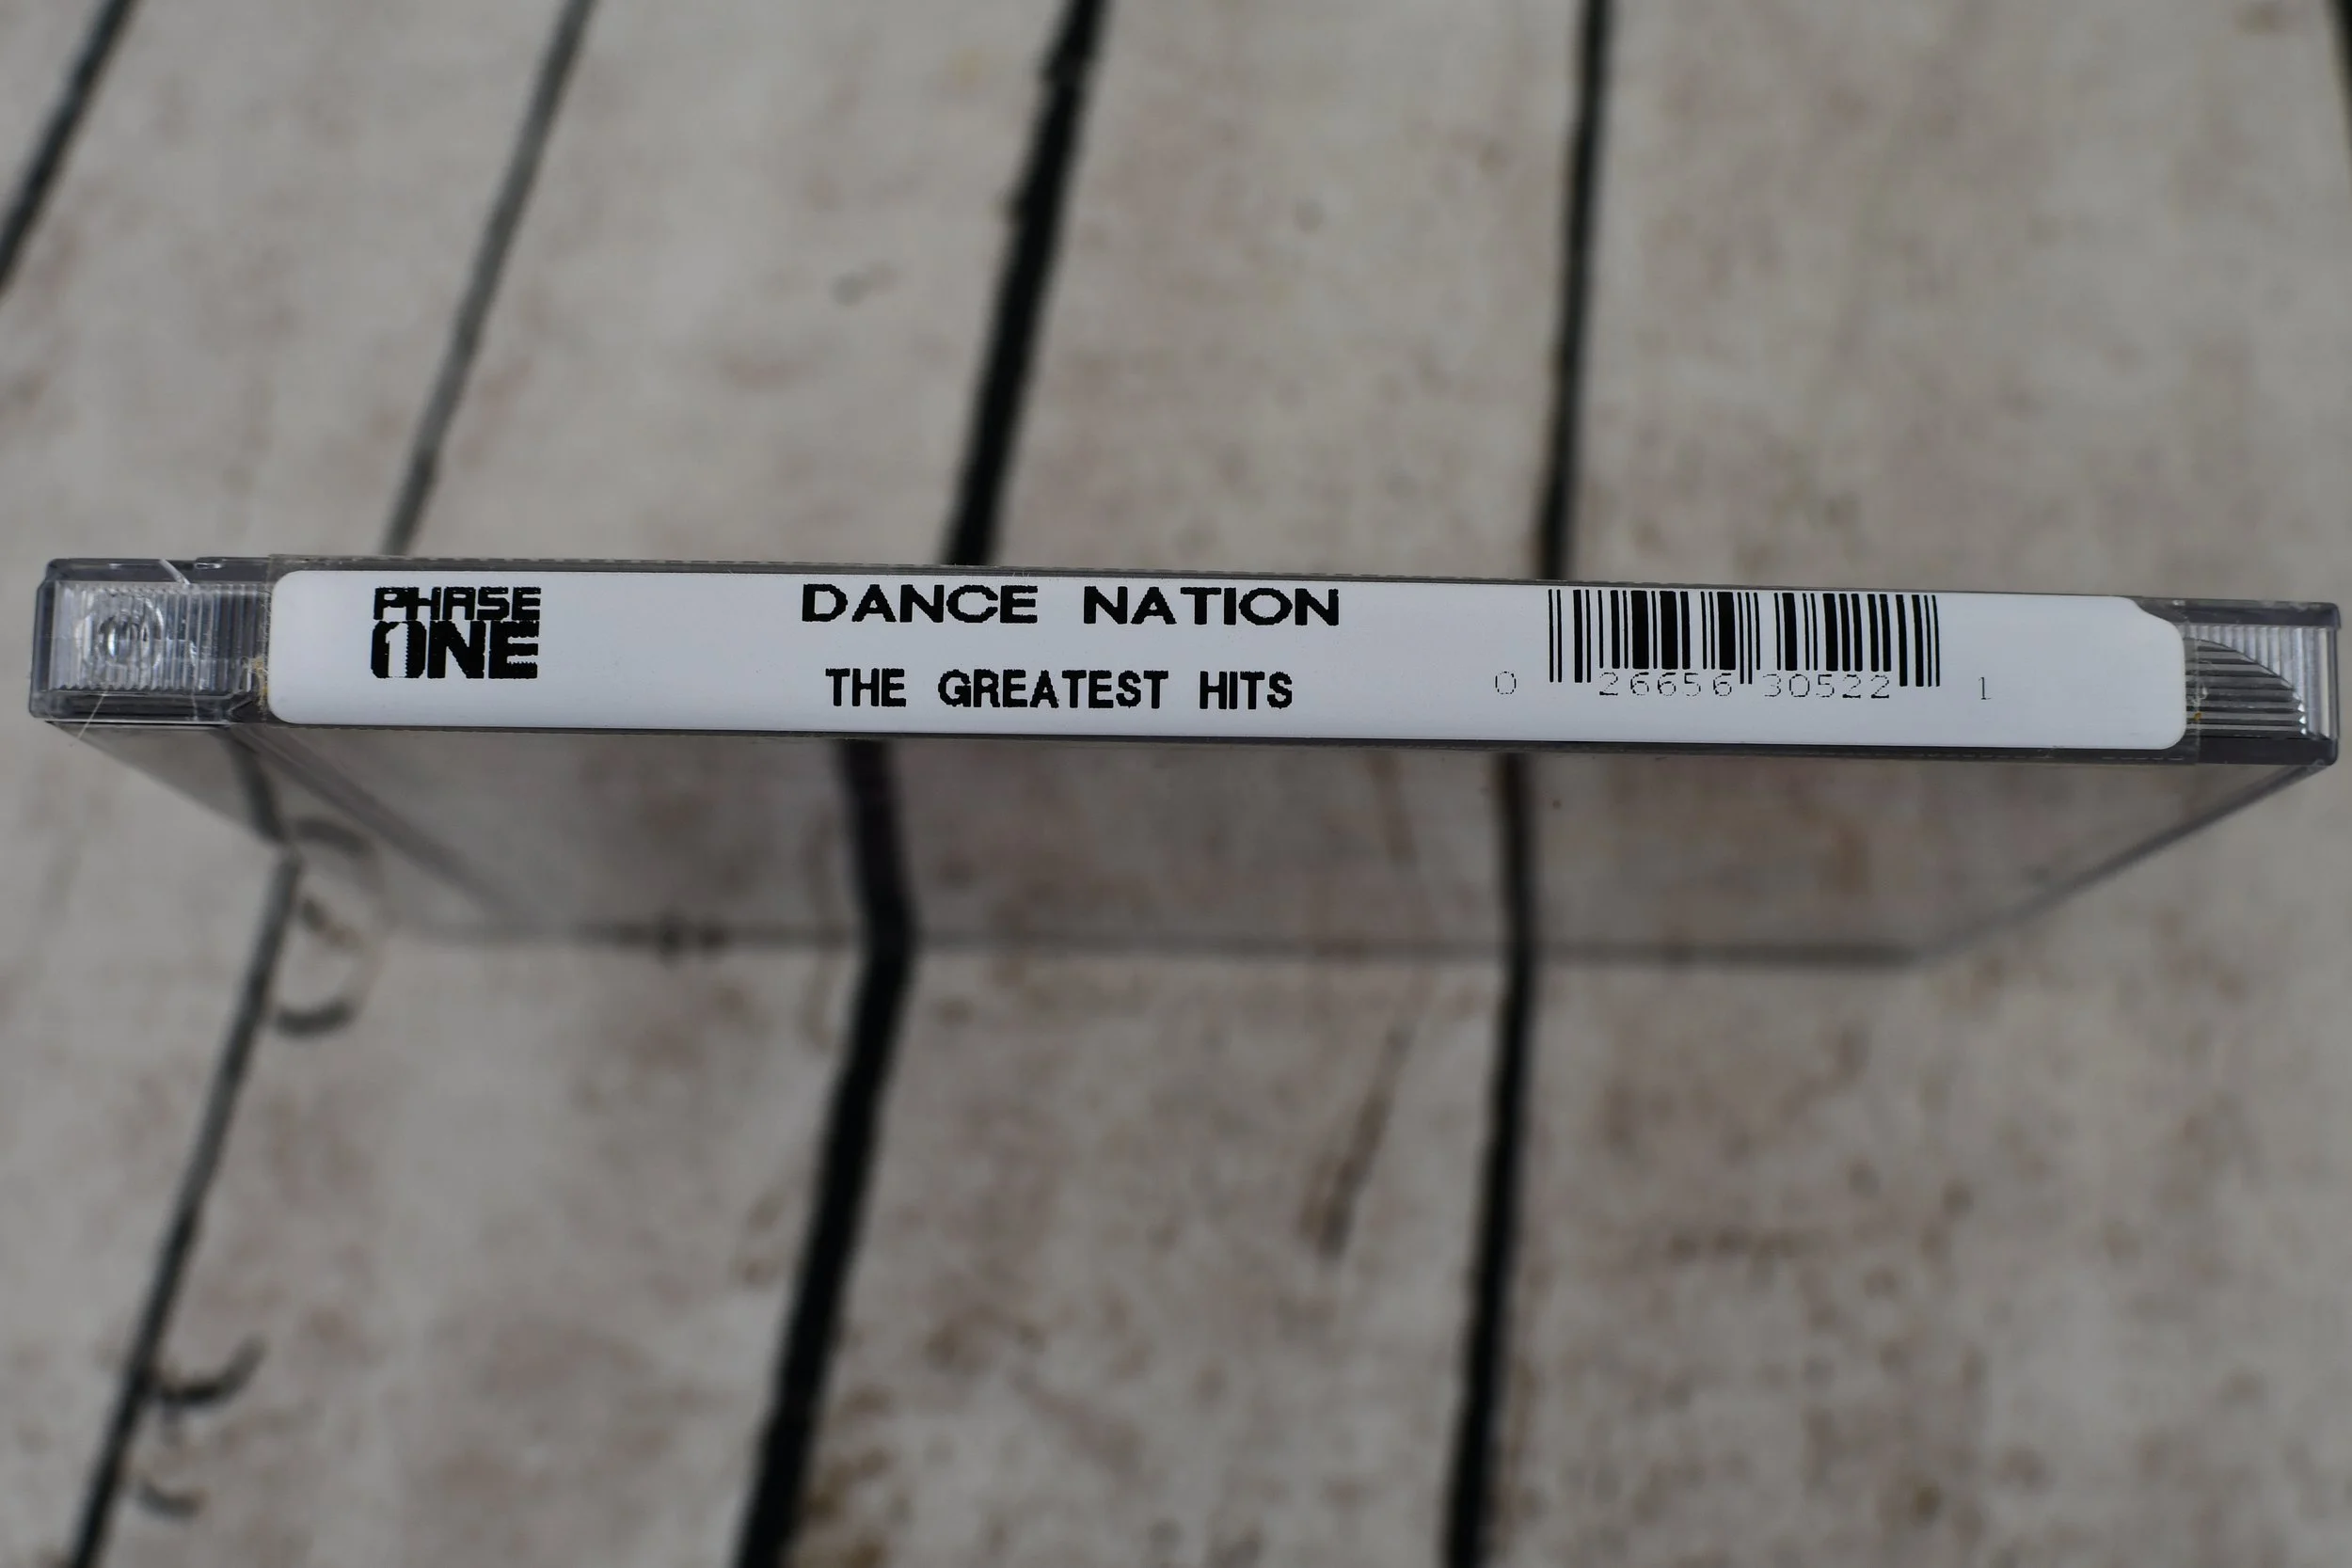 PHASE
ONE
DANCE NATION
THE GREATEST HITS
0 26656 30522 1